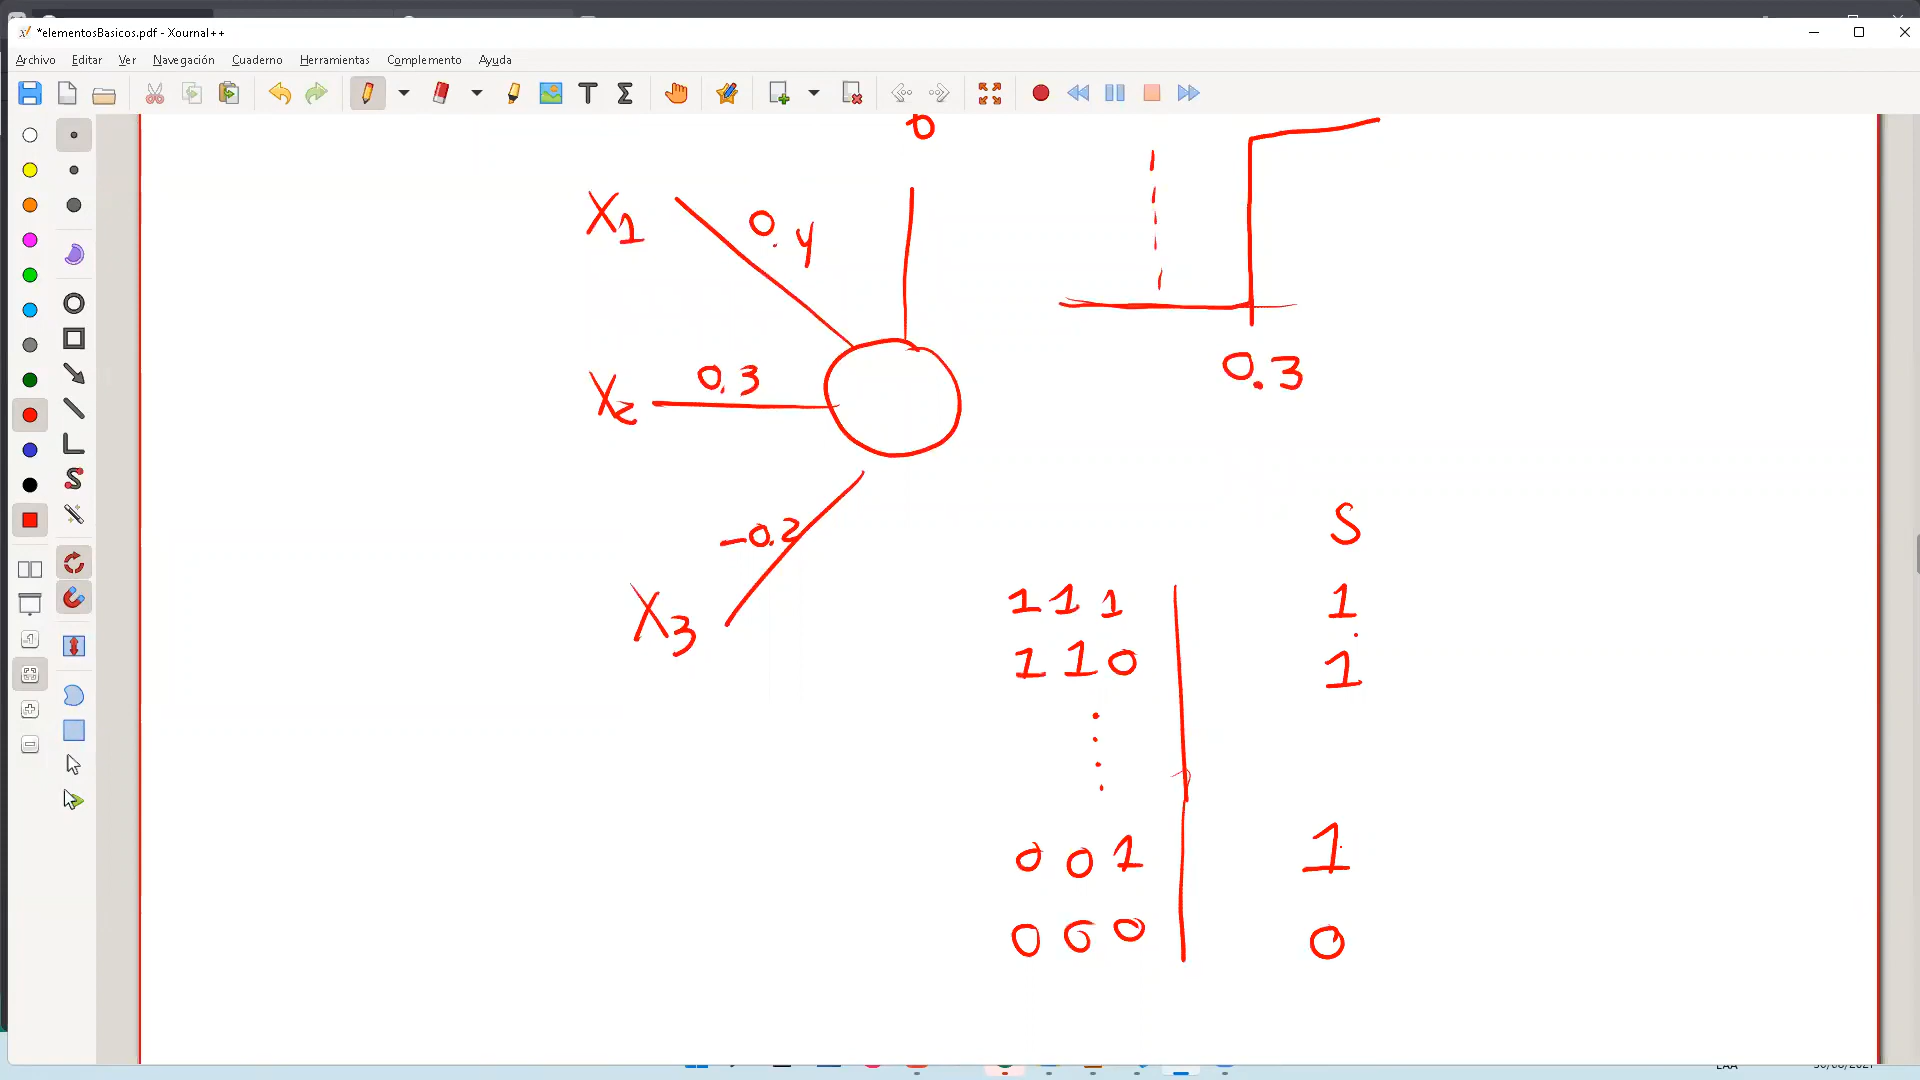 *elementosBasicos.pdf - Xournal++
Archivo Editar Ver Navegación Cuaderno Herramientas Complemento Ayuda
0
X1 0.4
X2 0.3
0.3
-0.2
X3
S
1 1 1 1
1 1 0 1
0 0 1 1
0 0 0 0